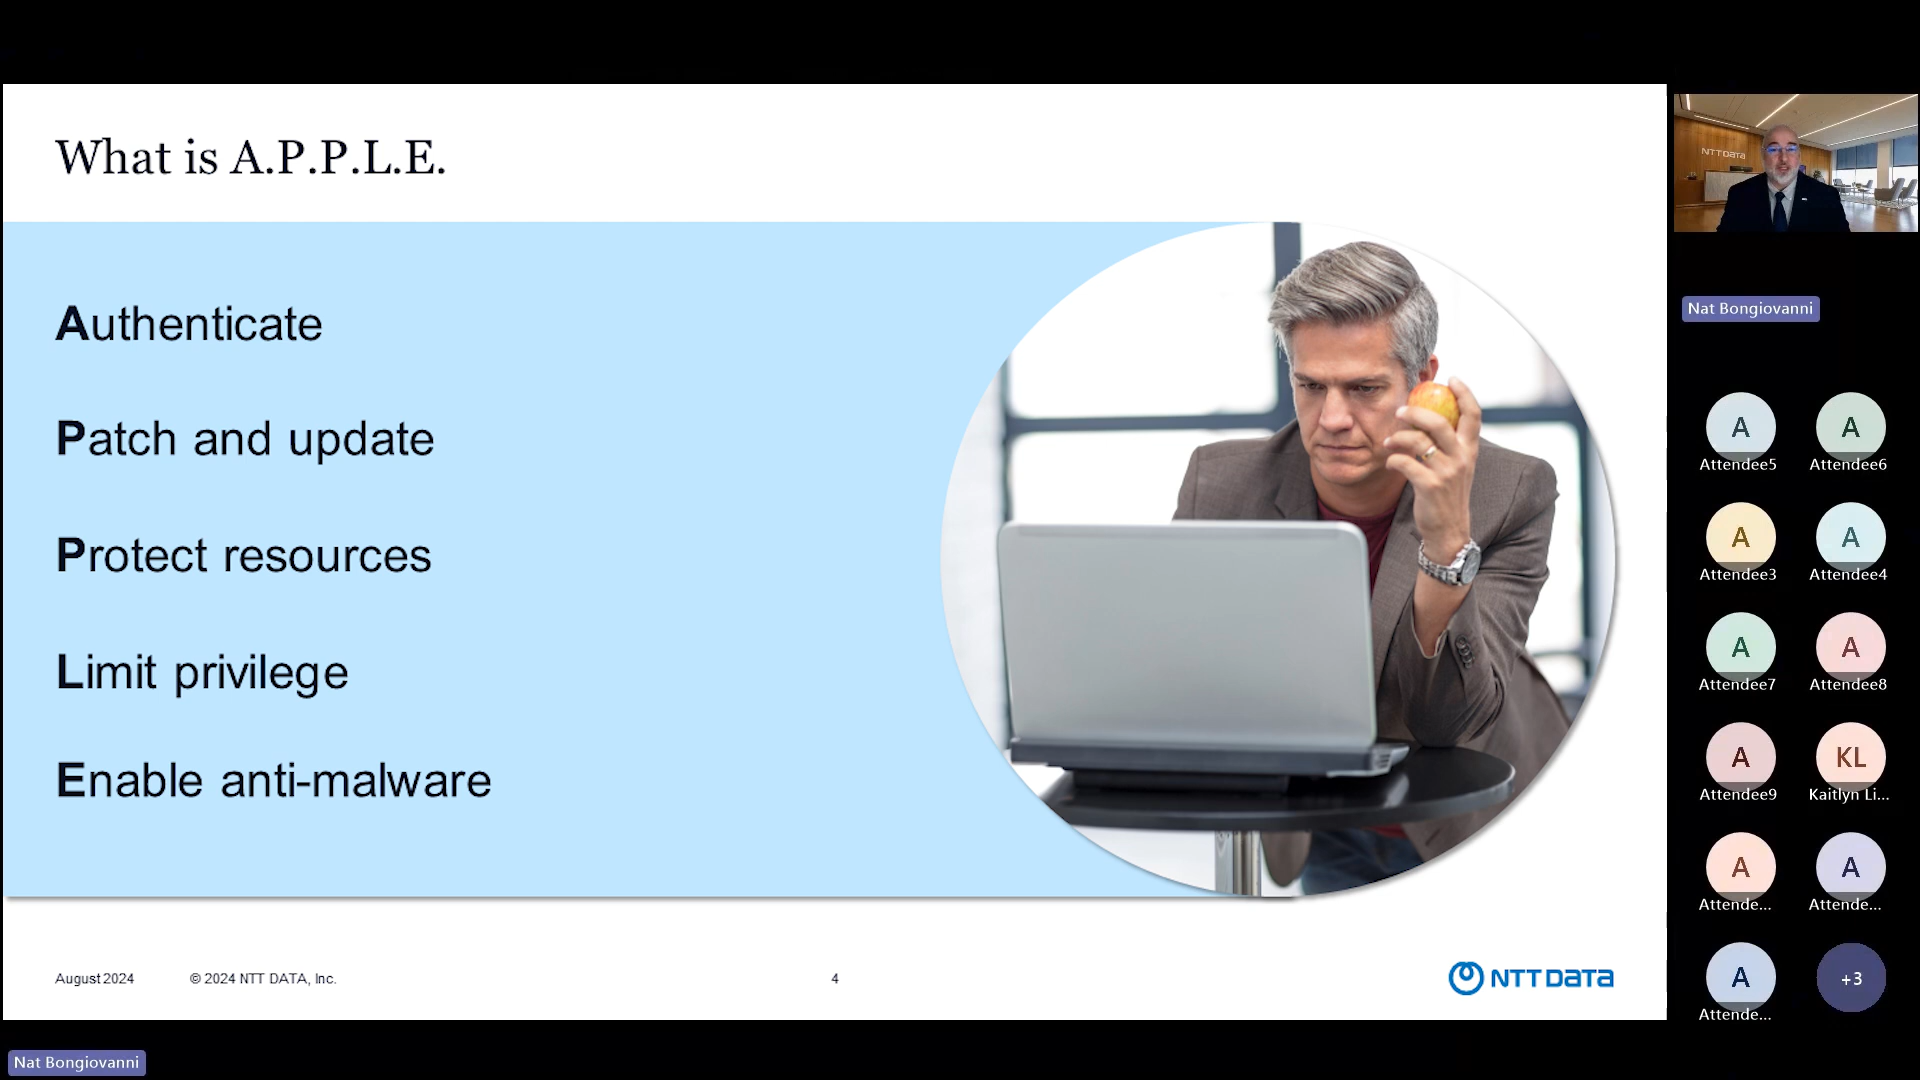 What is A.P.P.L.E.
Authenticate
Patch and update
Protect resources
Limit privilege
Enable anti-malware
August 2024
© 2024 NTT DATA, Inc.
4
NTT DATA
Nat Bongiovanni
NTT DATA
Nat Bongiovanni
A
Attendee5
A
Attendee6
A
Attendee3
A
Attendee4
A
Attendee7
A
Attendee8
A
Attendee9
KL
Kaitlyn Li...
A
Attende...
A
Attende...
A
Attende...
+3